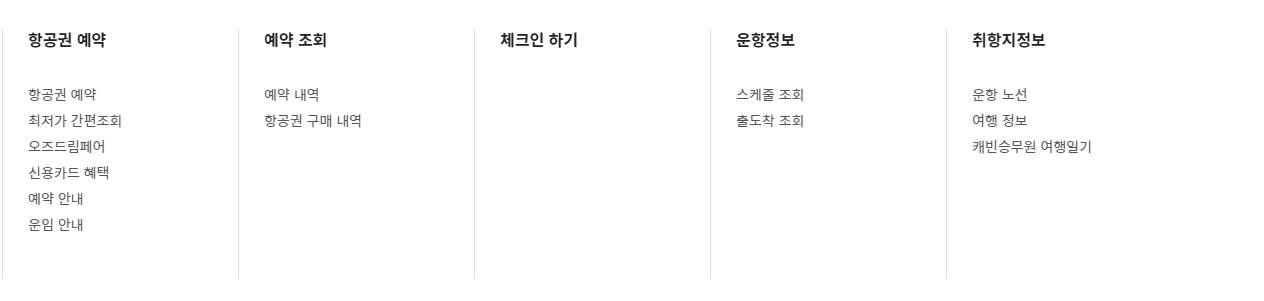 항공권 예약
항공권 예약
최저가 간편조회
오즈드림페어
신용카드 혜택
예약 안내
운임 안내
예약 조회
예약 내역
항공권 구매 내역
체크인 하기
운항정보
스케줄 조회
출도착 조회
취항지정보
운항 노선
여행 정보
캐빈승무원 여행일기